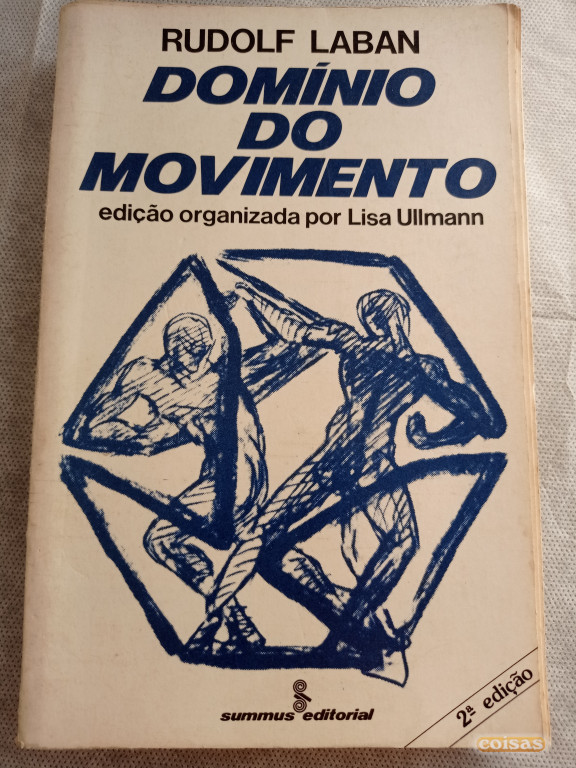 RUDOLF LABAN
DOMÍNIO
DO
MOVIMENTO
edição organizada por Lisa Ullmann
summus editorial
2ª edição
coisas